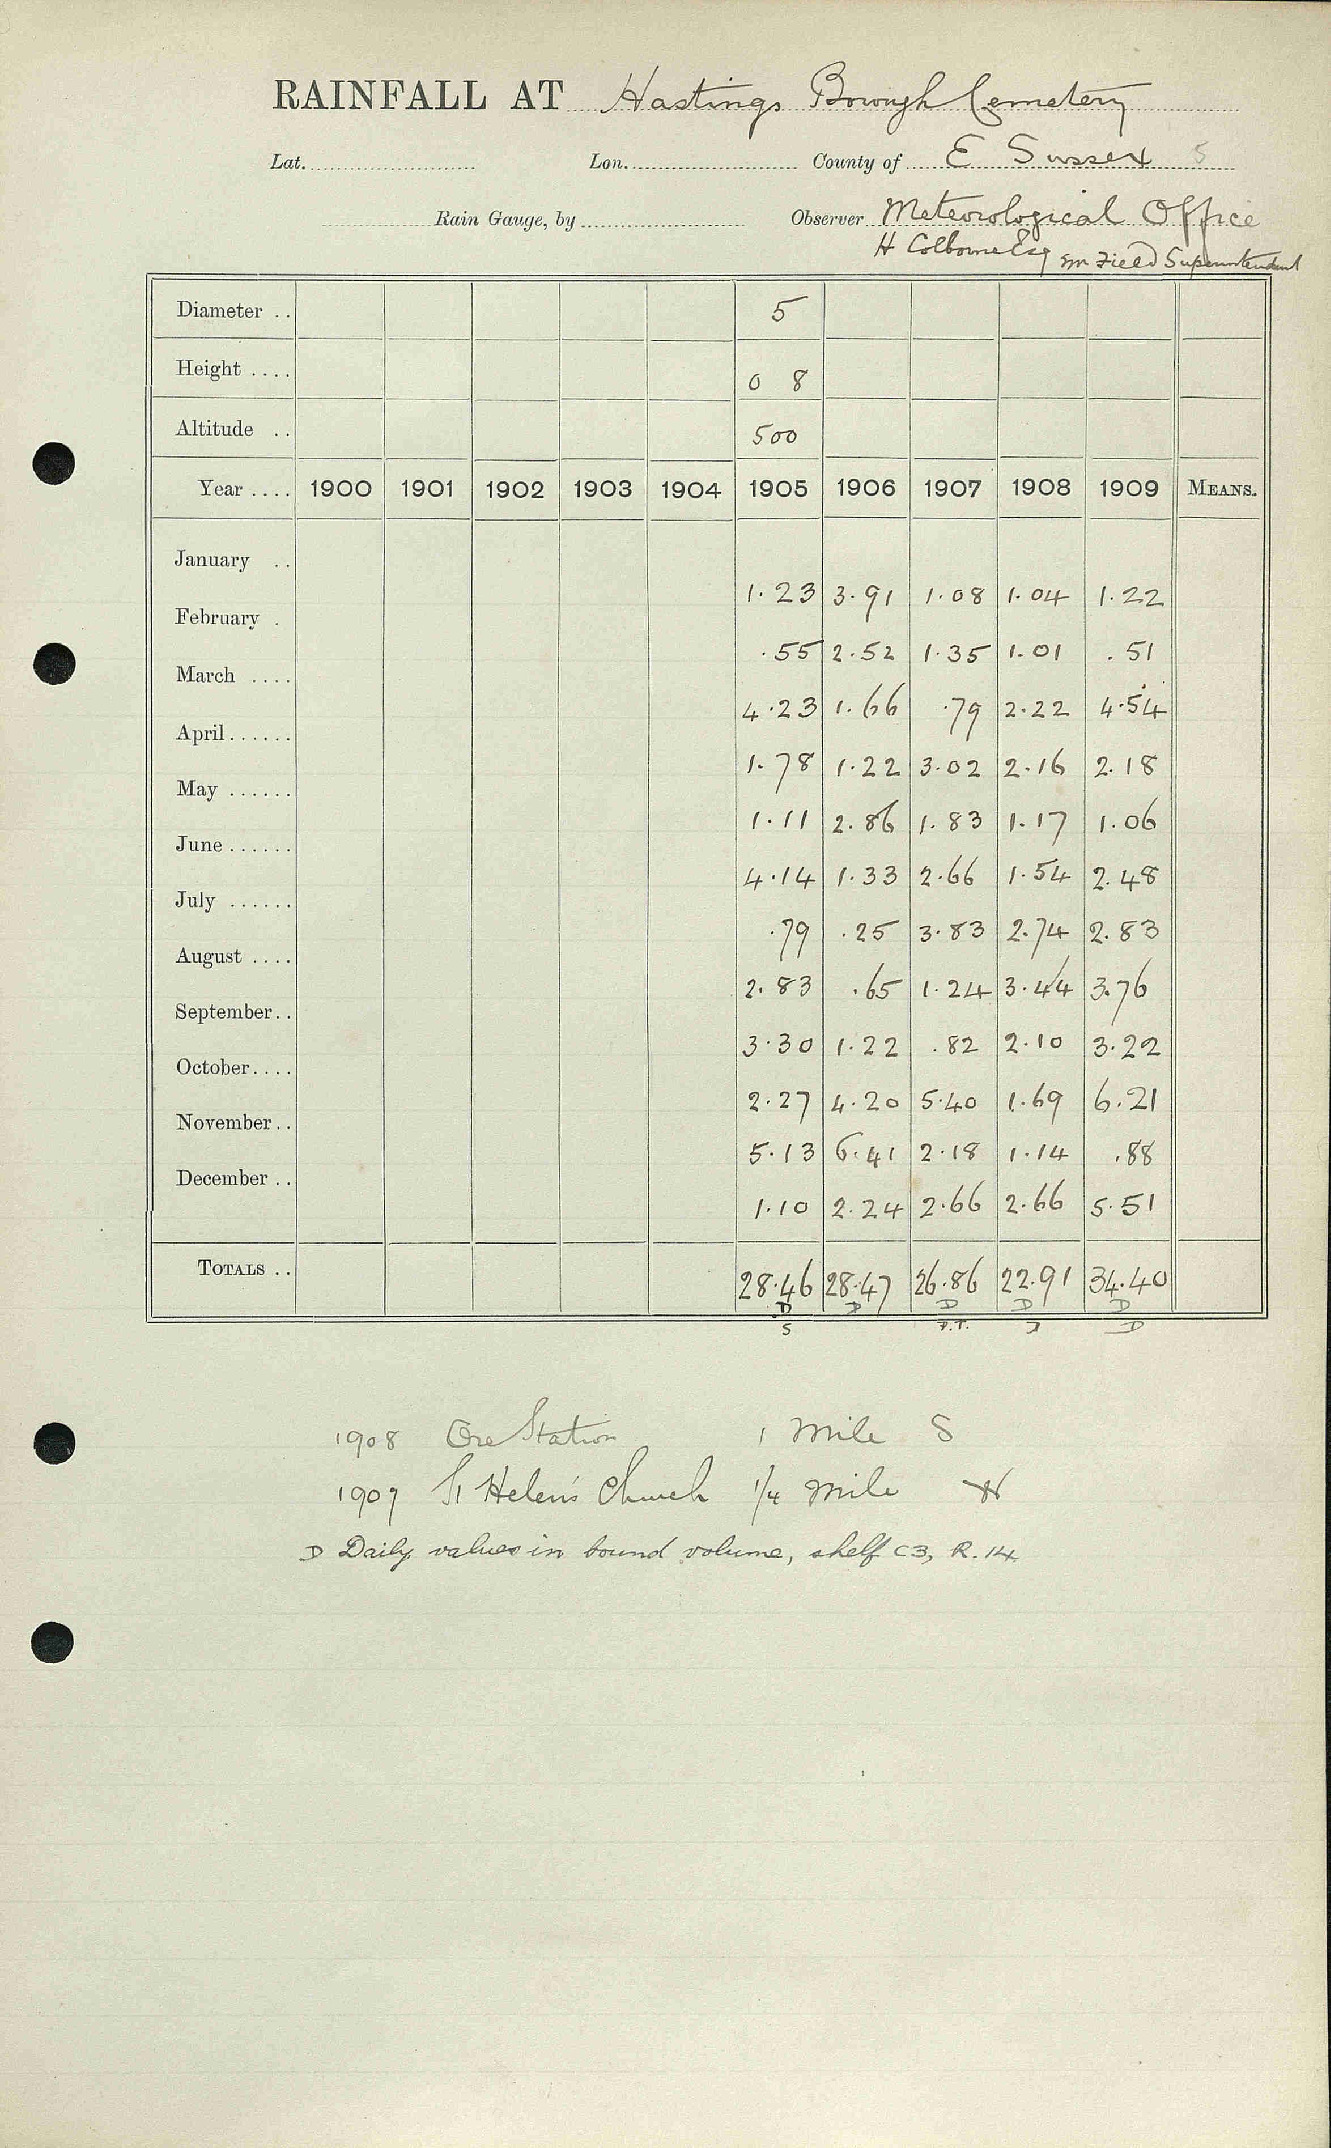 RAINFALL AT Hastings Borough Cemetery
Lat. Lon. County of E Sussex 5
Rain Gauge, by Observer Meteorological Office
H Colborne Esq Superintendent
Diameter .. 5
Height .... 0 8
Altitude .. 500
Year .... 1900 1901 1902 1903 1904 1905 1906 1907 1908 1909 MEANS.
January .. 1.23 3.91 1.08 1.04 1.22
February . .55 2.52 1.35 1.01 .51
March .... 4.23 1.66 .79 2.22 4.54
April...... 1.78 1.22 3.02 2.16 2.18
May ...... 1.11 2.86 1.83 1.17 1.06
June...... 4.14 1.33 2.66 1.54 2.48
July ...... .79 .25 3.83 2.74 2.83
August .... 2.83 .65 1.24 3.44 3.76
September.. 3.30 1.22 .82 2.10 3.22
October.... 2.27 4.20 5.40 1.69 6.21
November.. 5.13 6.41 2.18 1.14 .88
December .. 1.10 2.24 2.66 2.66 5.51
TOTALS .. 28.46 28.47 26.86 22.91 34.40
D D D D D
S P.T. D
1908 Ore Station 1 Mile S
1907 St Helen's Church 1/4 Mile W
D Daily values in bound volume, shelf C3, R.14